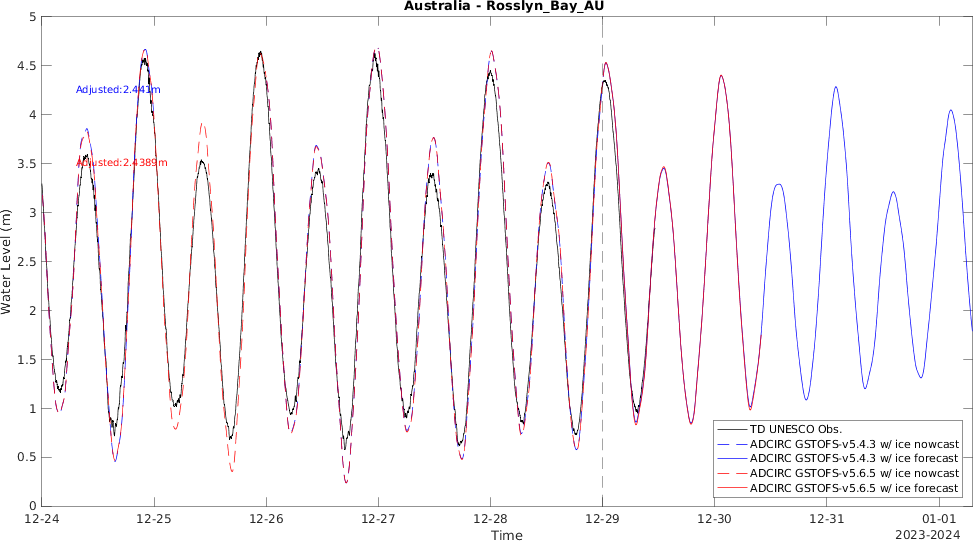 Australia - Rosslyn_Bay_AU
5
4.5
4
3.5
3
2.5
2
1.5
1
0.5
0
Water Level (m)
Adjusted:2.441m
Adjusted:2.4389m
TD UNESCO Obs.
ADCIRC GSTOFS-v5.4.3 w/ ice nowcast
ADCIRC GSTOFS-v5.4.3 w/ ice forecast
ADCIRC GSTOFS-v5.6.5 w/ ice nowcast
ADCIRC GSTOFS-v5.6.5 w/ ice forecast
12-24 12-25 12-26 12-27 12-28 12-29 12-30 12-31 01-01
Time
2023-2024